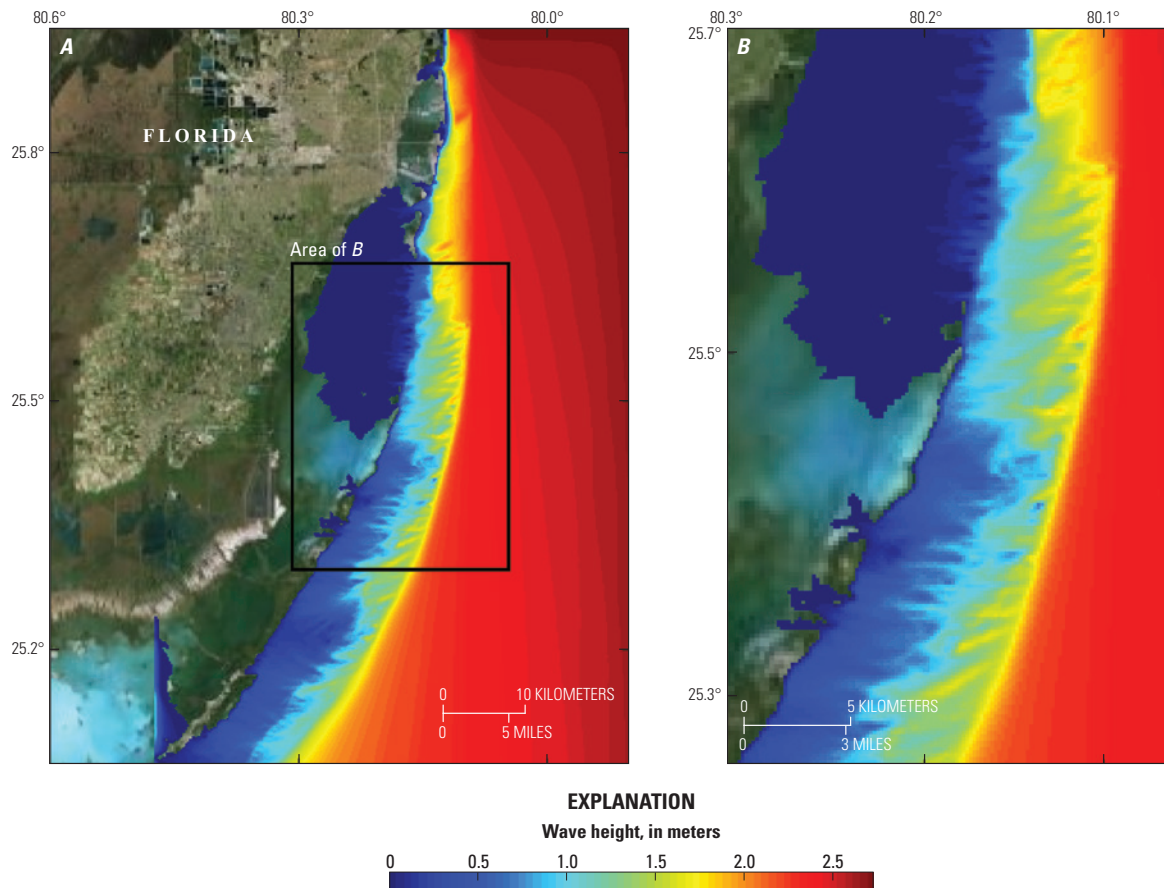 80.6° 80.3° 80.0°
A
FLORIDA
25.8°
Area of B
25.5°
25.2°
0 10 KILOMETERS
0 5 MILES
80.3° 80.2° 80.1°
25.7°
B
25.5°
25.3°
0 5 KILOMETERS
0 3 MILES
EXPLANATION
Wave height, in meters
0 0.5 1.0 1.5 2.0 2.5